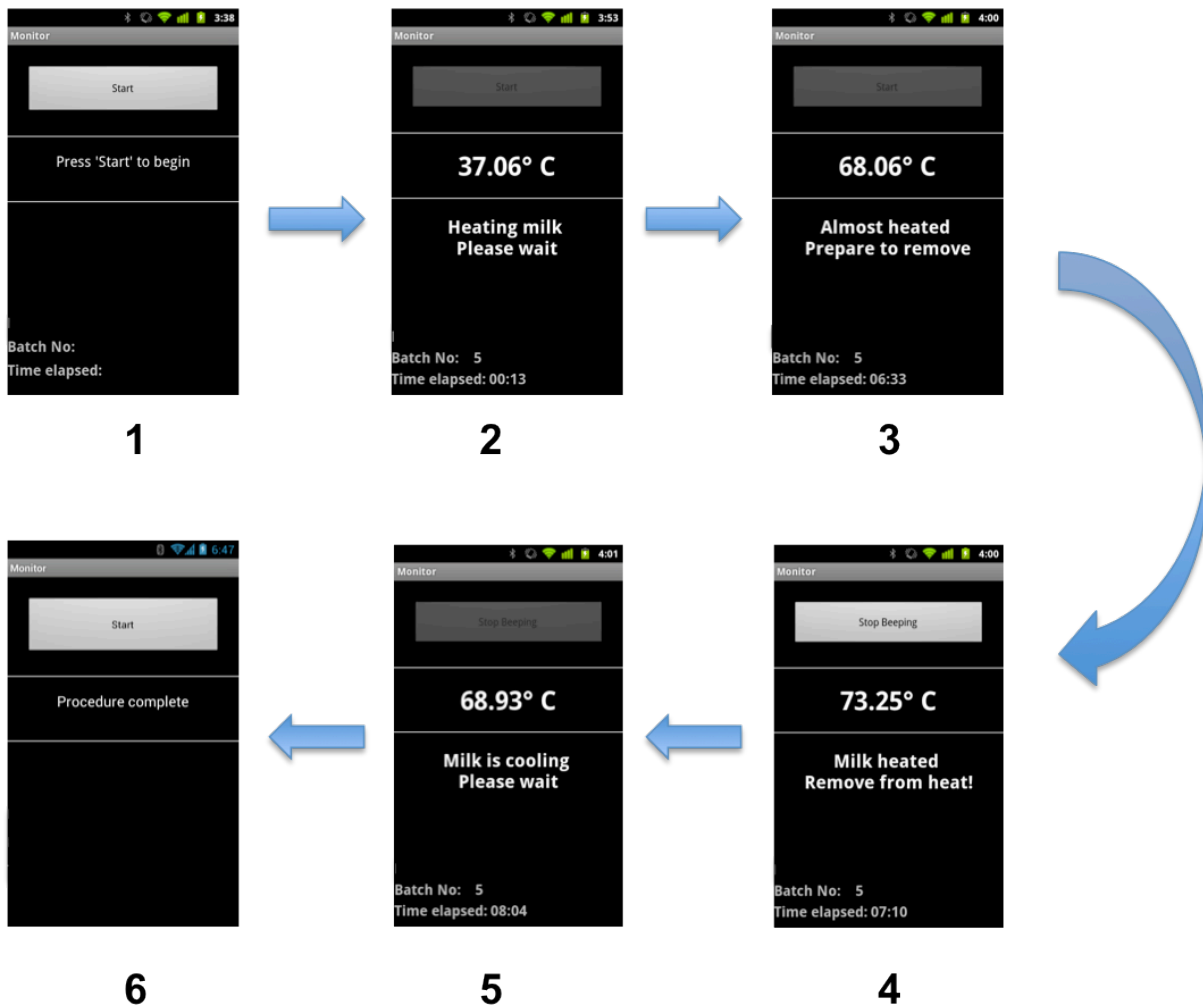 3:38
Monitor
Start
Press 'Start' to begin
Batch No:
Time elapsed:
1
3:53
Monitor
Start
37.06° C
Heating milk
Please wait
Batch No: 5
Time elapsed: 00:13
2
4:00
Monitor
Start
68.06° C
Almost heated
Prepare to remove
Batch No: 5
Time elapsed: 06:33
3
4:00
Monitor
Stop Beeping
73.25° C
Milk heated
Remove from heat!
Batch No: 5
Time elapsed: 07:10
4
4:01
Monitor
Stop Beeping
68.93° C
Milk is cooling
Please wait
Batch No: 5
Time elapsed: 08:04
5
6:47
Monitor
Start
Procedure complete
6